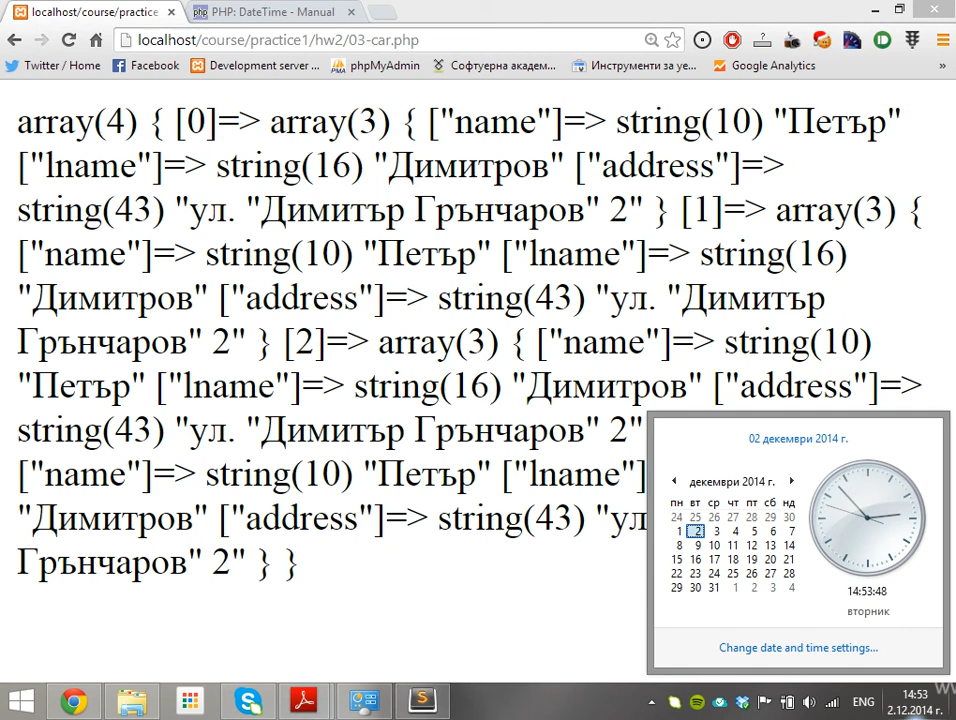 localhost/course/practice
PHP: DateTime - Manual
localhost/course/practice1/hw2/03-car.php
Twitter / Home
Facebook
Development server ...
phpMyAdmin
Софтуерна академ...
Инструменти за уе...
Google Analytics
»
array(4) { [0]=> array(3) { ["name"]=> string(10) "Петър"
["lname"]=> string(16) "Димитров" ["address"]=>
string(43) "ул. "Димитър Грънчаров" 2" } [1]=> array(3) {
["name"]=> string(10) "Петър" ["lname"]=> string(16)
"Димитров" ["address"]=> string(43) "ул. "Димитър
Грънчаров" 2" } [2]=> array(3) { ["name"]=> string(10)
"Петър" ["lname"]=> string(16) "Димитров" ["address"]=>
string(43) "ул. "Димитър Грънчаров" 2"
["name"]=> string(10) "Петър" ["lname"]
"Димитров" ["address"]=> string(43) "ул
Грънчаров" 2" } }
02 декември 2014 г.
декември 2014 г.
пн вт ср чт пт сб нд
24 25 26 27 28 29 30
1 2 3 4 5 6 7
8 9 10 11 12 13 14
15 16 17 18 19 20 21
22 23 24 25 26 27 28
29 30 31 1 2 3 4
14:53:48
вторник
Change date and time settings...
ENG
14:53
2.12.2014 г.